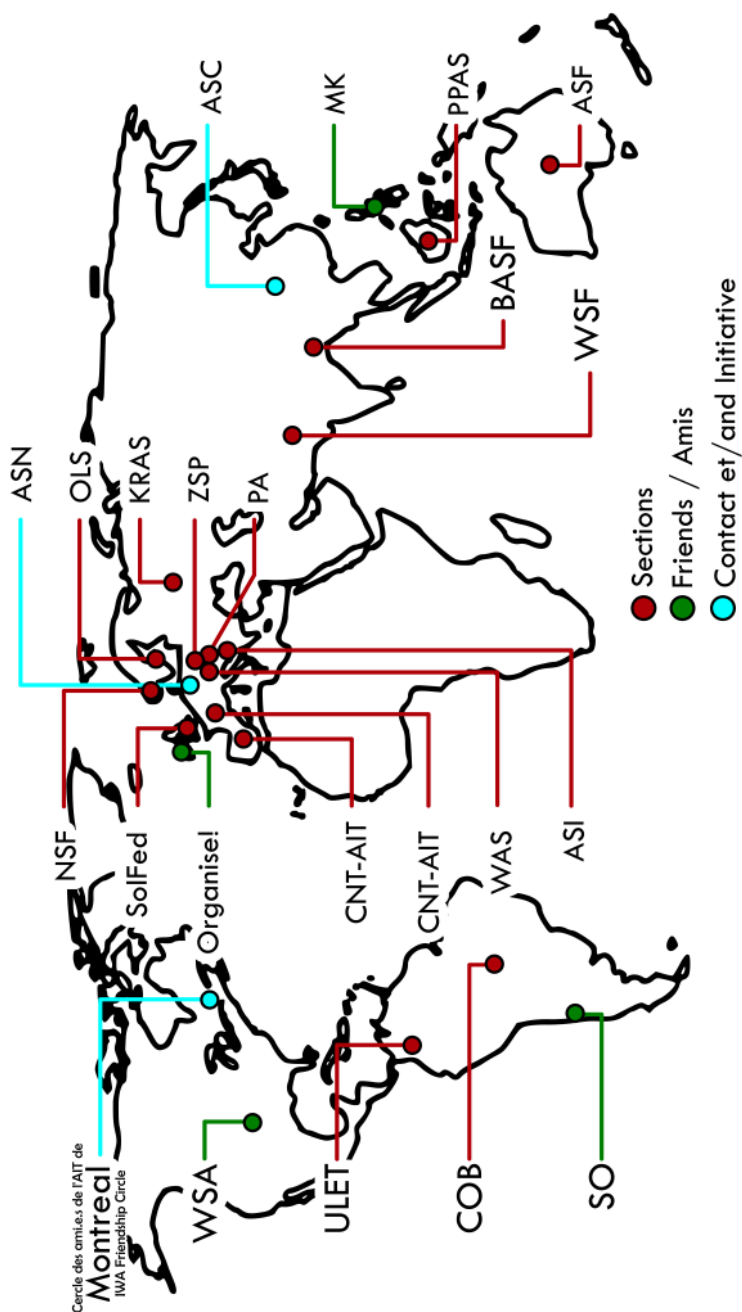 Cercle des ami.e.s de l'AIT de
Montreal
IWA Friendship Circle
WSA
ULET
COB
SO
NSF
SolFed
Organise!
CNT-AIT
CNT-AIT
WAS
ASI
ASN
OLS
KRAS
ZSP
PA
BASF
WSF
ASC
MK
PPAS
ASF
Sections
Friends / Amis
Contact et/and Initiative